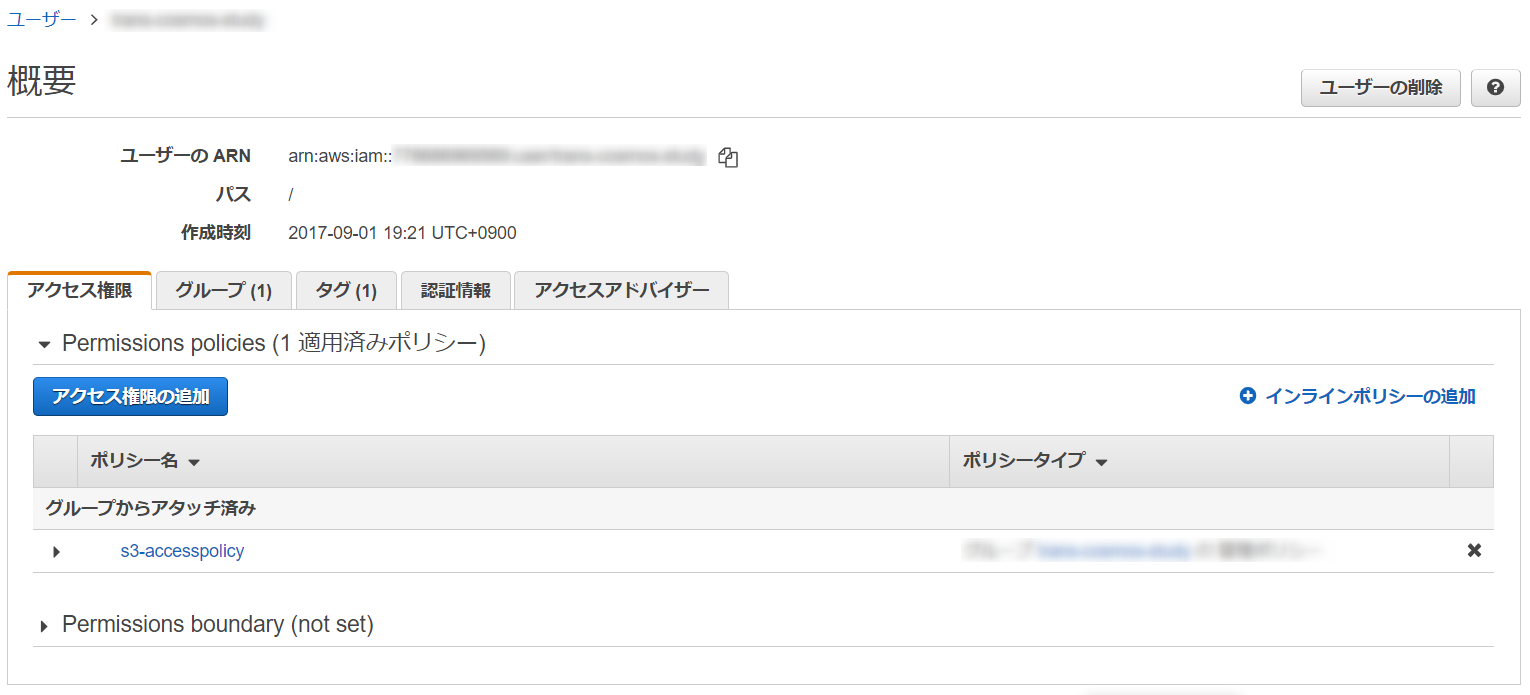 ユーザー >
概要
ユーザーの削除 ?
ユーザーの ARN arn:aws:iam::
パス /
作成時刻 2017-09-01 19:21 UTC+0900
アクセス権限 グループ (1) タグ (1) 認証情報 アクセスアドバイザー
Permissions policies (1 適用済みポリシー)
アクセス権限の追加 インラインポリシーの追加
ポリシー名 ポリシータイプ
グループからアタッチ済み
s3-accesspolicy
Permissions boundary (not set)